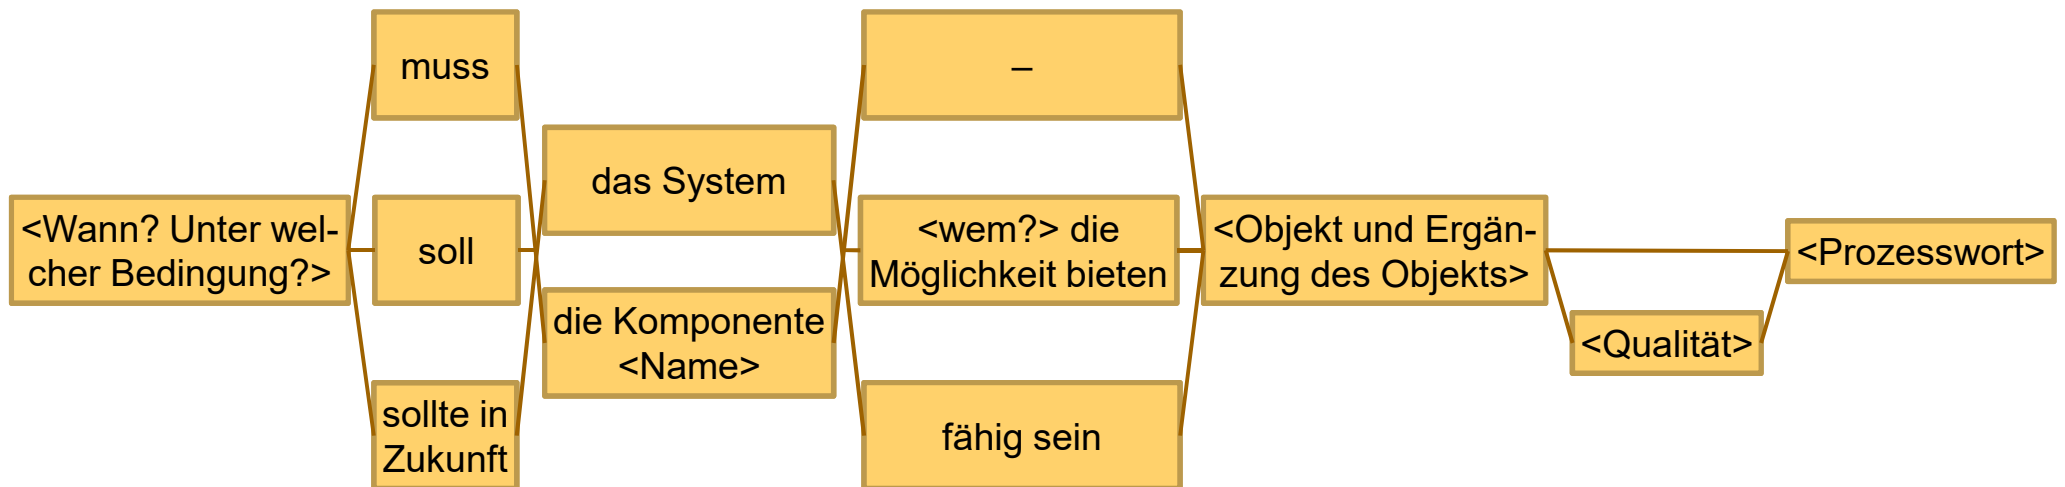 <Wann? Unter wel-
cher Bedingung?>
muss
soll
sollte in
Zukunft
das System
die Komponente
<Name>
–
<wem?> die
Möglichkeit bieten
fähig sein
<Objekt und Ergän-
zung des Objekts>
<Qualität>
<Prozesswort>